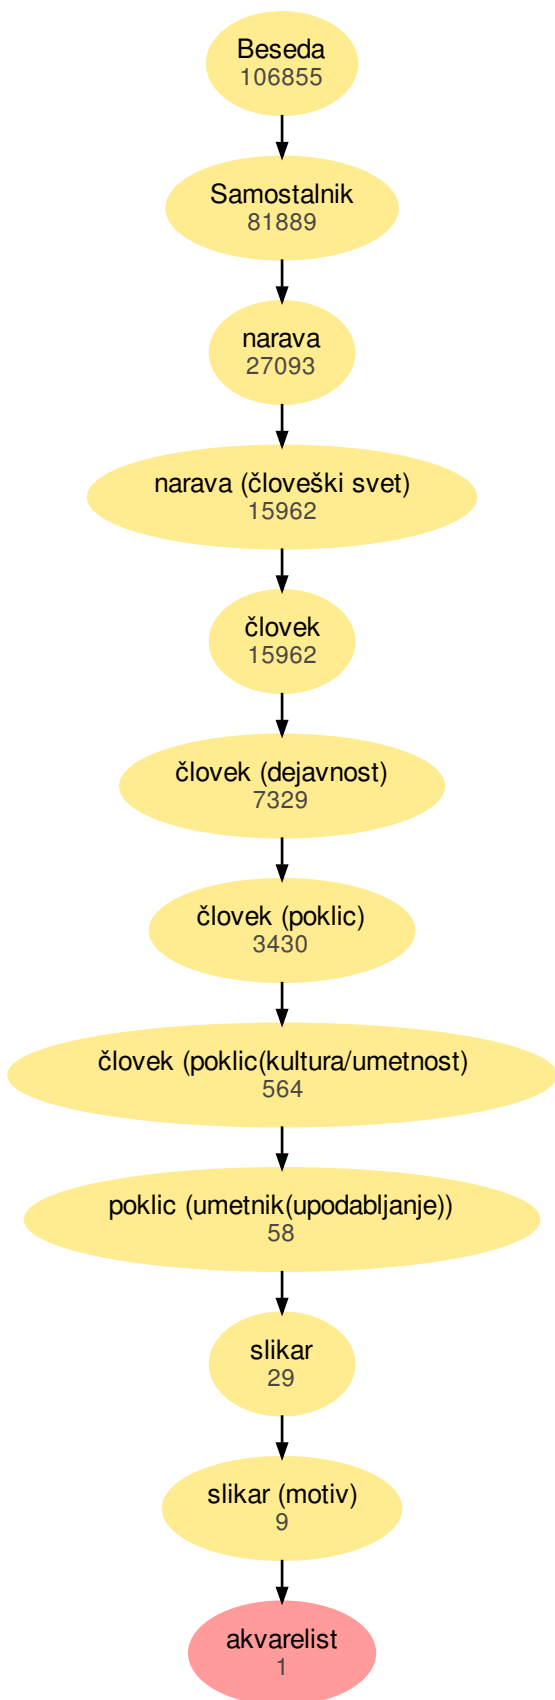 Beseda
106855
Samostalnik
81889
narava
27093
narava (človeški svet)
15962
človek
15962
človek (dejavnost)
7329
človek (poklic)
3430
človek (poklic(kultura/umetnost)
564
poklic (umetnik(upodabljanje))
58
slikar
29
slikar (motiv)
9
akvarelist
1